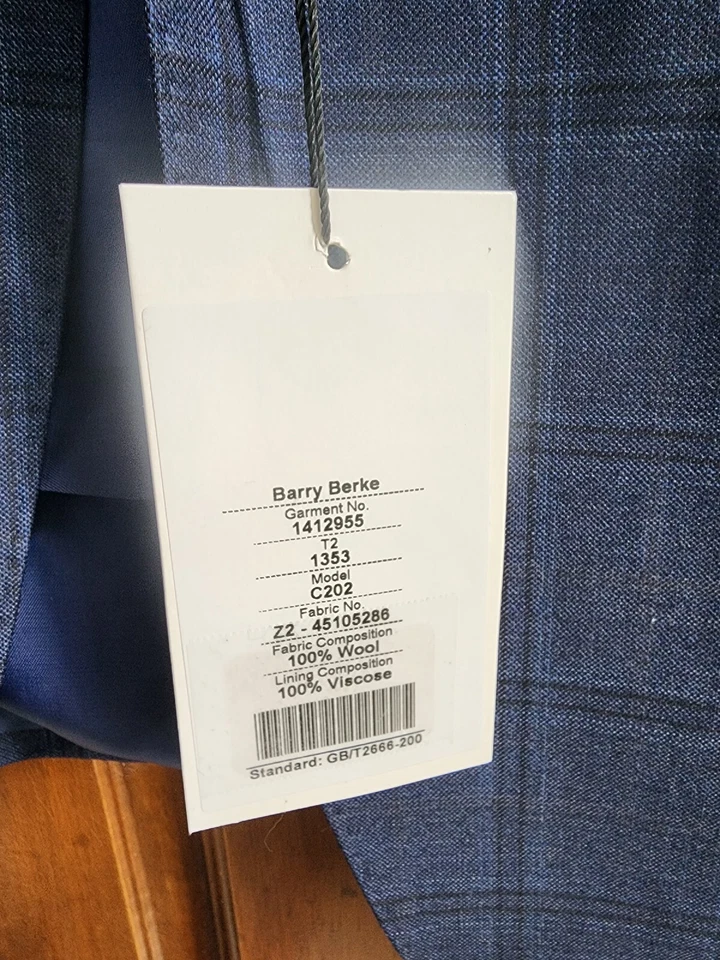 Barry Berke
Garment No.
1412955
T2
1353
Model
C202
Fabric No.
Z2 - 45105286
Fabric Composition
100% Wool
Lining Composition
100% Viscose
Standard: GB/T2666-200